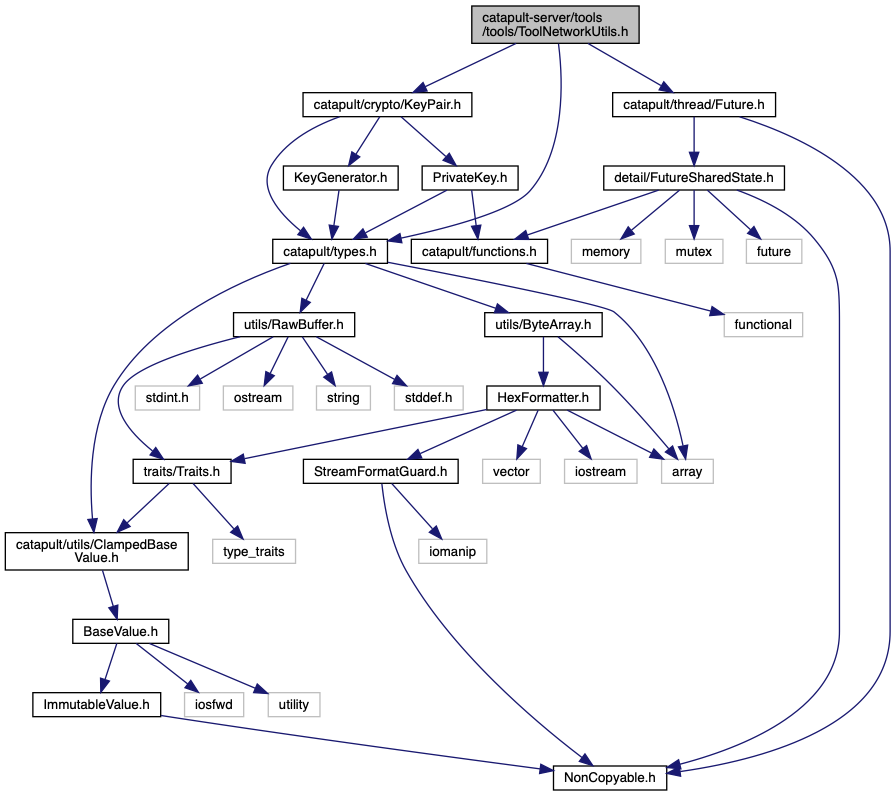 catapult-server/tools
/tools/ToolNetworkUtils.h
catapult/crypto/KeyPair.h
catapult/thread/Future.h
KeyGenerator.h
PrivateKey.h
detail/FutureSharedState.h
catapult/types.h
catapult/functions.h
memory
mutex
future
utils/RawBuffer.h
utils/ByteArray.h
functional
stdint.h
ostream
string
stddef.h
HexFormatter.h
traits/Traits.h
StreamFormatGuard.h
vector
iostream
array
catapult/utils/ClampedBase
Value.h
type_traits
iomanip
BaseValue.h
ImmutableValue.h
iosfwd
utility
NonCopyable.h